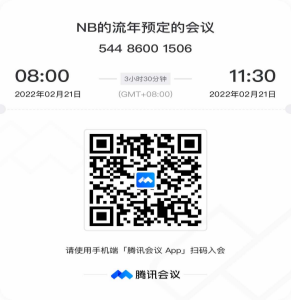 NB的流年预定的会议
544 8600 1506
08:00 3小时30分钟 11:30
2022年02月21日 (GMT+08:00) 2022年02月21日
请使用手机端「腾讯会议 App」扫码入会
腾讯会议